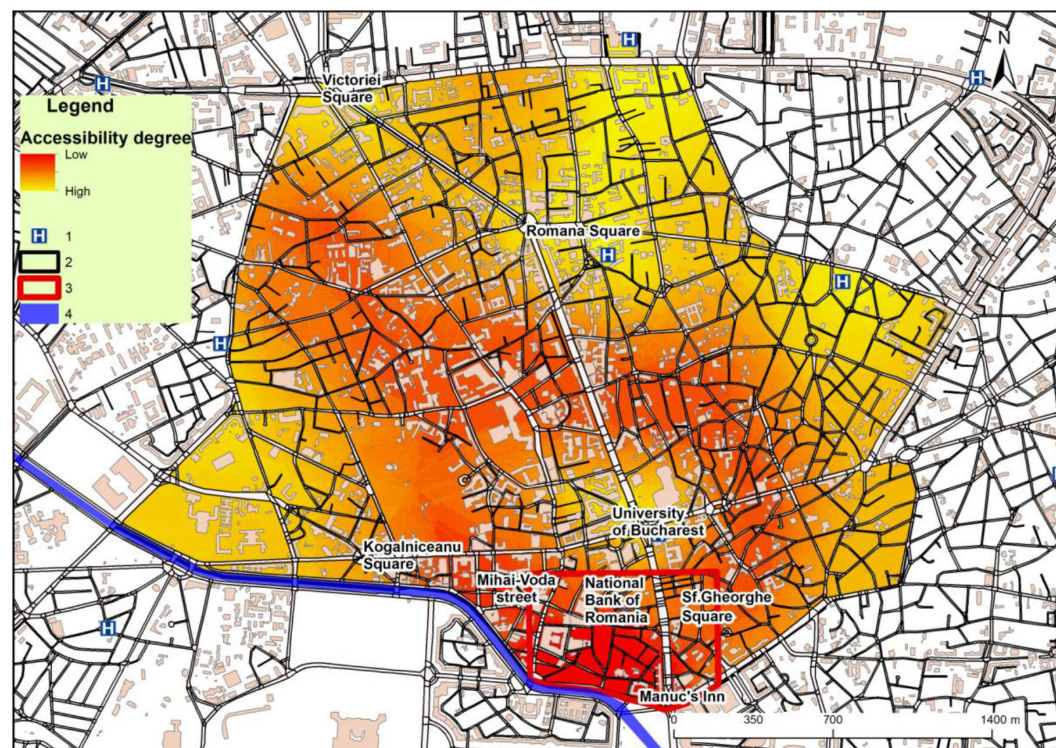 N
Victoriei
Square
Legend
Accessibility degree
Low
High
H 1
2
3
4
H
H
H
Romana Square
H
H
H
University
of Bucharest
Kogalniceanu
Square
Mihai-Voda
street
National
Bank of
Romania
Sf.Gheorghe
Square
H
Manuc's Inn
0 350 700 1400 m